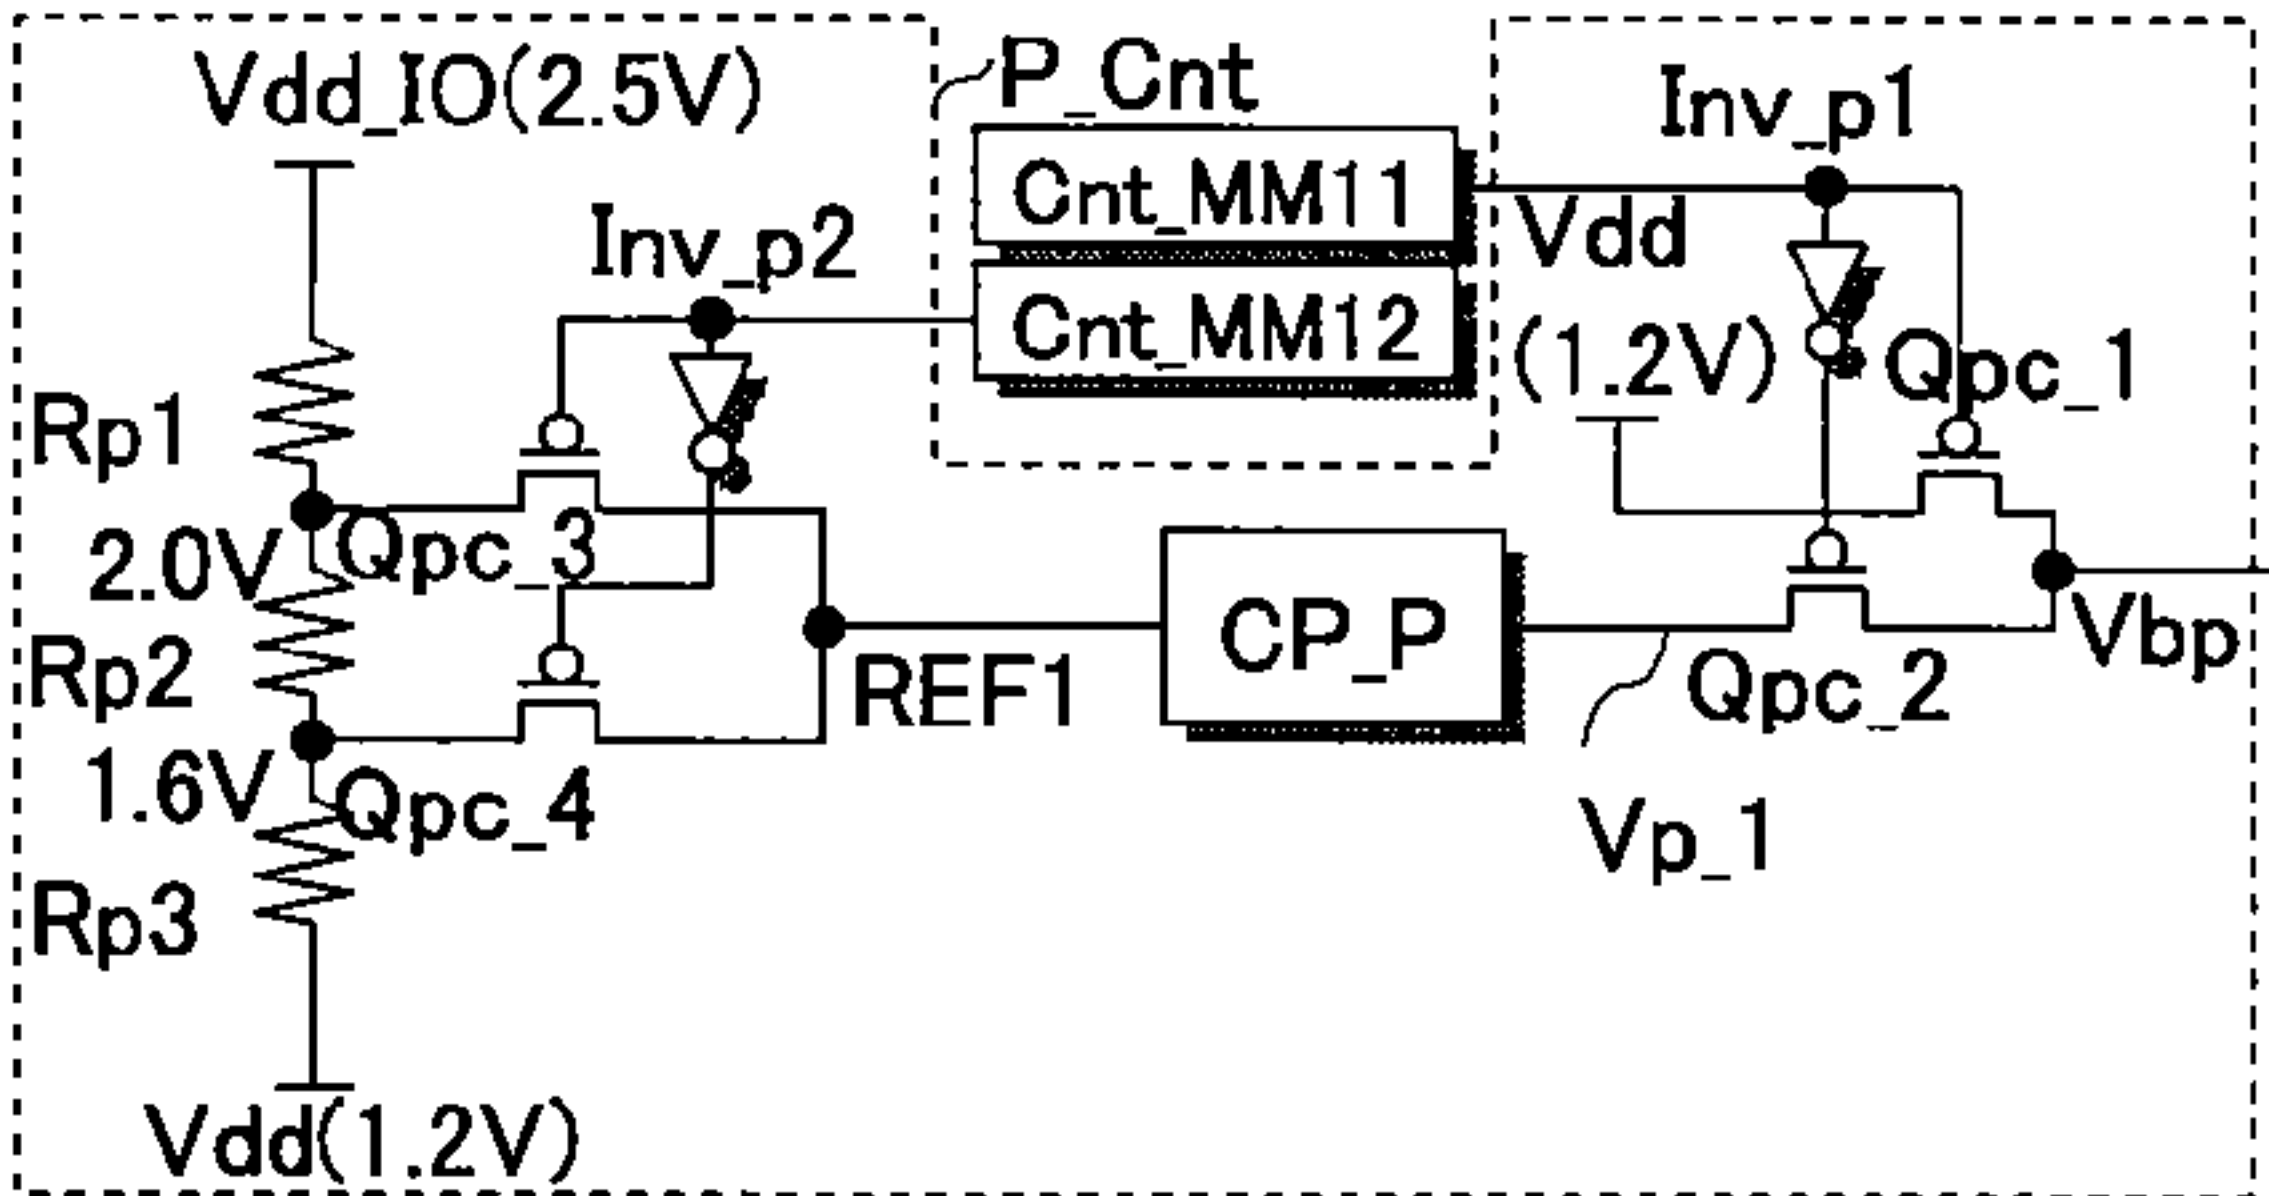 Vdd_IO(2.5V)
P_Cnt
Inv_p1
Cnt_MM11
Vdd
(1.2V)
Inv_p2
Cnt_MM12
Qpc_1
Rp1
Qpc_3
2.0V
Rp2
REF1
CP_P
Qpc_2
Vbp
1.6V
Qpc_4
Vp_1
Rp3
Vdd(1.2V)